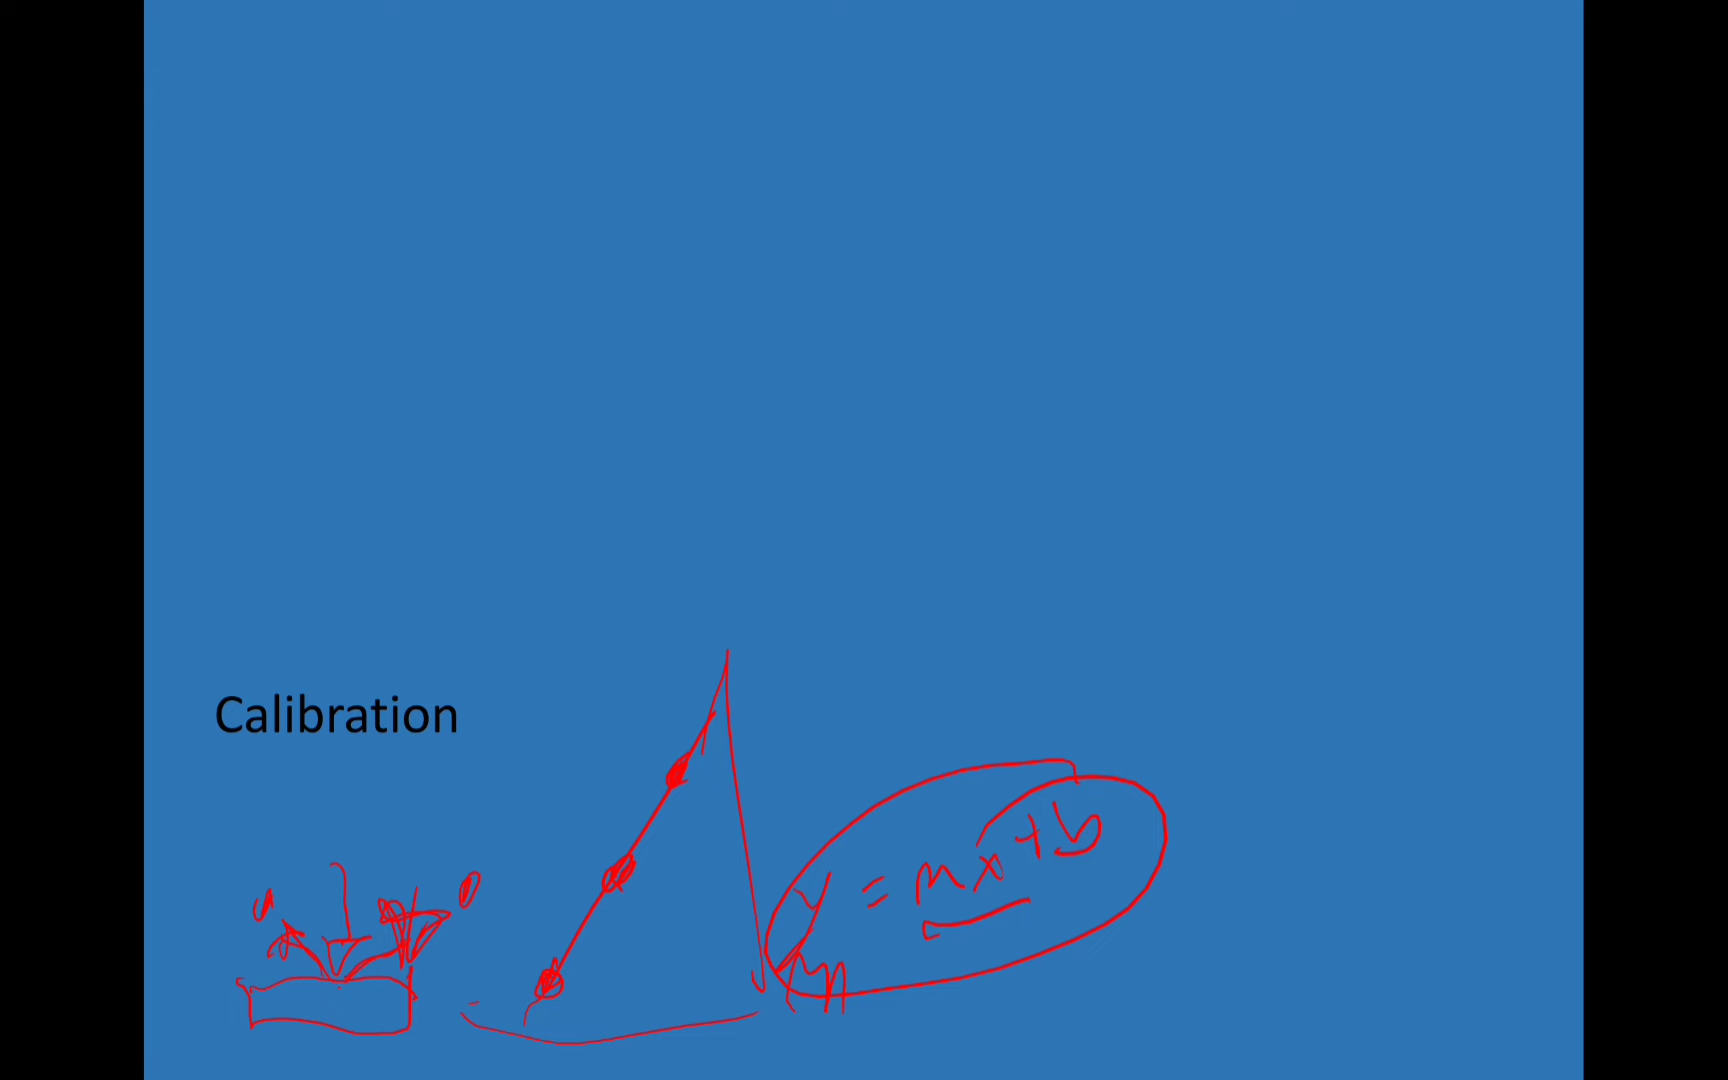 Calibration
y = mx + b
m